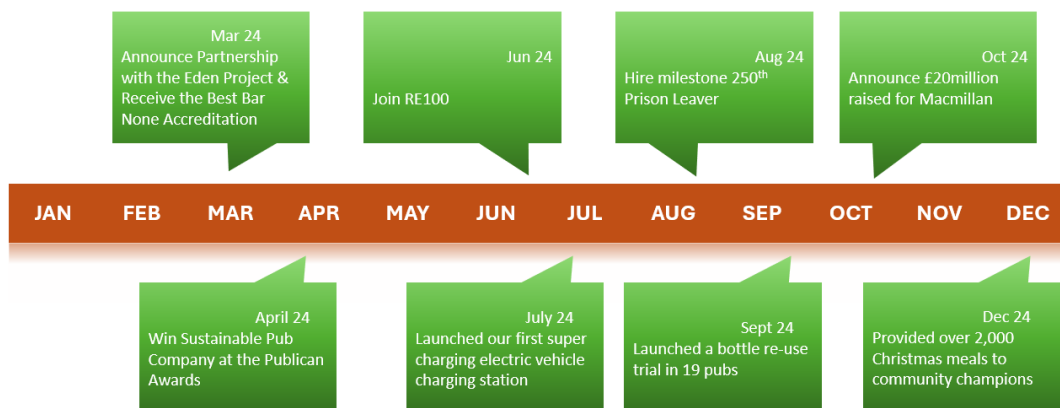 Mar 24
Announce Partnership
with the Eden Project &
Receive the Best Bar
None Accreditation
Jun 24
Join RE100
Aug 24
Hire milestone 250th
Prison Leaver
Oct 24
Announce £20million
raised for Macmillan
JAN FEB MAR APR MAY JUN JUL AUG SEP OCT NOV DEC
April 24
Win Sustainable Pub
Company at the Publican
Awards
July 24
Launched our first super
charging electric vehicle
charging station
Sept 24
Launched a bottle re-use
trial in 19 pubs
Dec 24
Provided over 2,000
Christmas meals to
community champions